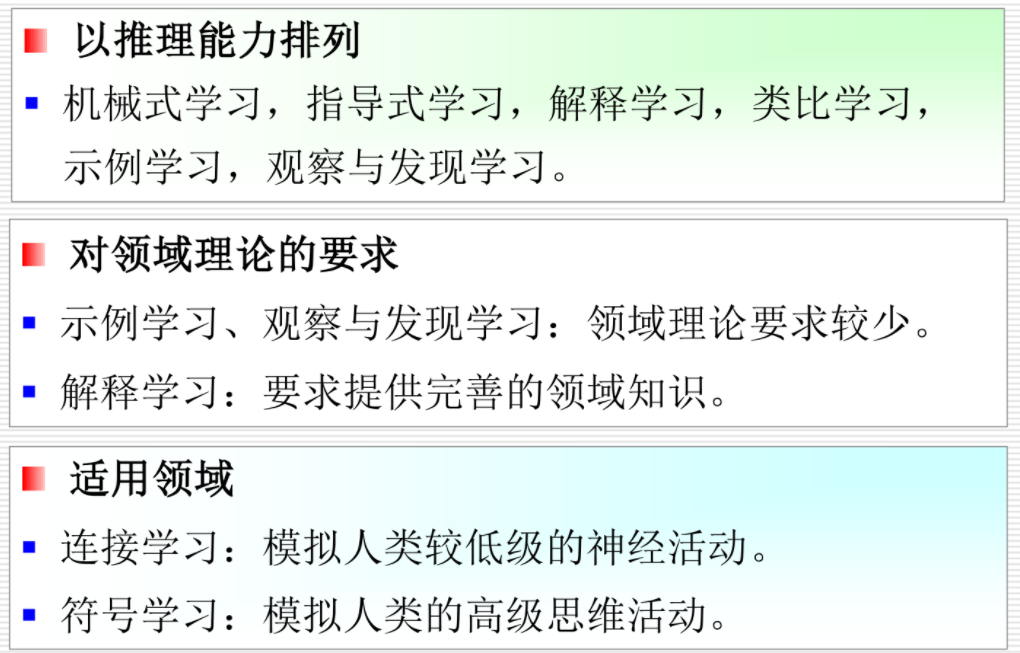 以推理能力排列
机械式学习，指导式学习，解释学习，类比学习，
示例学习，观察与发现学习。
对领域理论的要求
示例学习、观察与发现学习：领域理论要求较少。
解释学习：要求提供完善的领域知识。
适用领域
连接学习：模拟人类较低级的神经活动。
符号学习：模拟人类的高级思维活动。